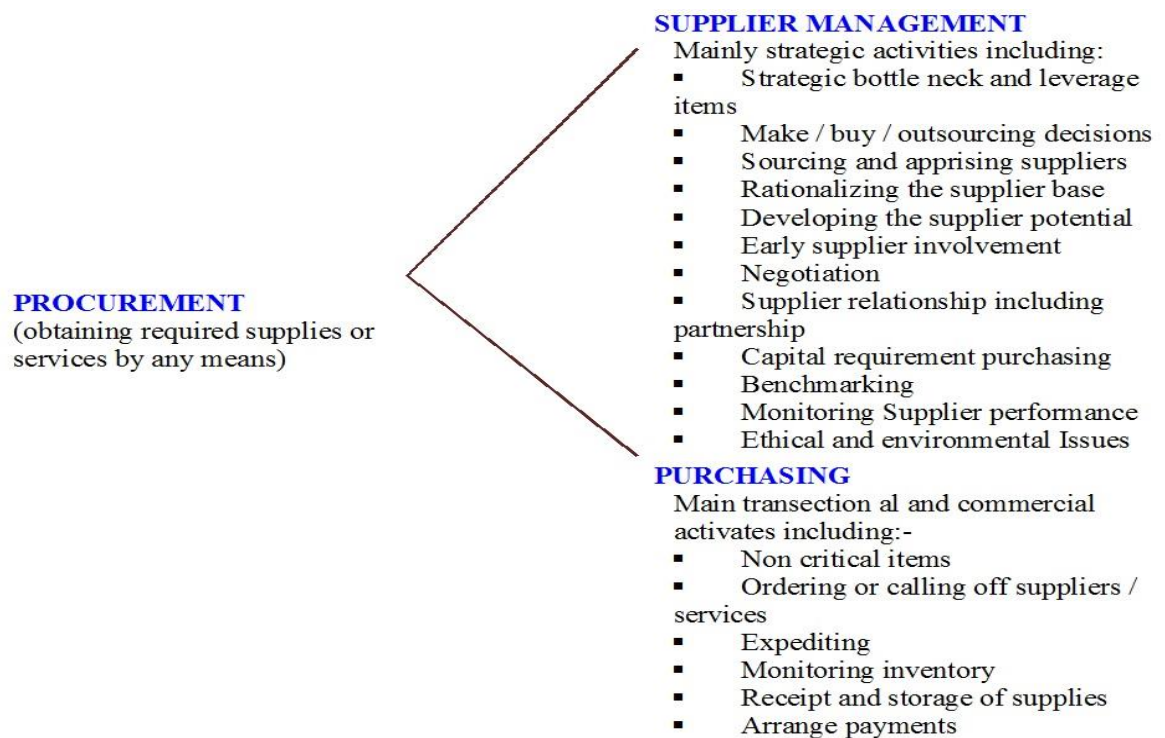 SUPPLIER MANAGEMENT
Mainly strategic activities including:
▪ Strategic bottle neck and leverage
items
▪ Make / buy / outsourcing decisions
▪ Sourcing and apprising suppliers
▪ Rationalizing the supplier base
▪ Developing the supplier potential
▪ Early supplier involvement
▪ Negotiation
▪ Supplier relationship including
partnership
▪ Capital requirement purchasing
▪ Benchmarking
▪ Monitoring Supplier performance
▪ Ethical and environmental Issues
PROCUREMENT
(obtaining required supplies or
services by any means)
PURCHASING
Main transection al and commercial
activates including:-
▪ Non critical items
▪ Ordering or calling off suppliers /
services
▪ Expediting
▪ Monitoring inventory
▪ Receipt and storage of supplies
▪ Arrange payments